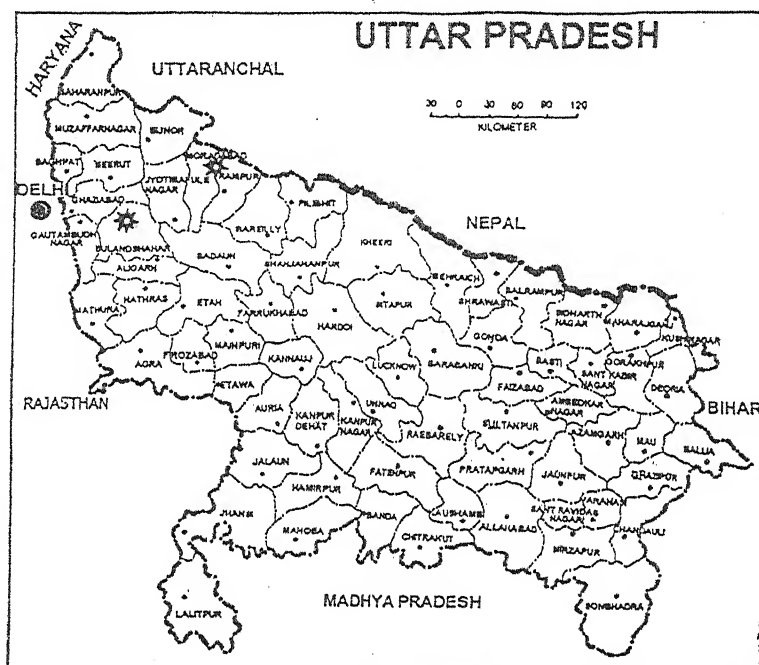 UTTAR PRADESH
HARYANA
UTTARANCHAL
30 0 30 60 90 120
KILOMETER
SAHARANPUR
MUZAFFARNAGAR
BIJNOR
BAGHPAT
MEERUT
MORADABAD
JYOTIBAPULE
NAGAR
RAMPUR
DELHI
GHAZIABAD
PILIBHIT
GAUTAMBUDH
NAGAR
BULANDSHAHAR
BAREILLY
NEPAL
KHEERI
ALIGARH
BADAUN
SHAHJAHANPUR
BEHRAICH
SHRAWASTI
BALRAMPUR
HATHRAS
MATHURA
ETAH
FARRUKHABAD
HARDOI
SITAPUR
SIDHARTH
NAGAR
MAHARAJGANJ
KUSHINAGAR
GONDA
AGRA
FIROZABAD
MAINPURI
KANNAUJ
LUCKNOW
BARABANKI
BASTI
SANT KABIR
NAGAR
GORAKHPUR
DEORIA
FAIZABAD
RAJASTHAN
ETAWA
AURIA
KANPUR
DEHAT
KANPUR
NAGAR
UNNAO
RAEBARELY
SULTANPUR
AMBEDKAR
NAGAR
AZAMGARH
MAU
BALLIA
BIHAR
JALAUN
HAMIRPUR
FATEHPUR
PRATAPGARH
JAUNPUR
GHAZIPUR
JHANSI
MAHOBA
BANDA
CHITRAKUT
KAUSHAMBI
ALLAHABAD
SANT RAVIDAS
NAGAR
VARANASI
CHANDAULI
MIRZAPUR
LALITPUR
MADHYA PRADESH
SONBHADRA